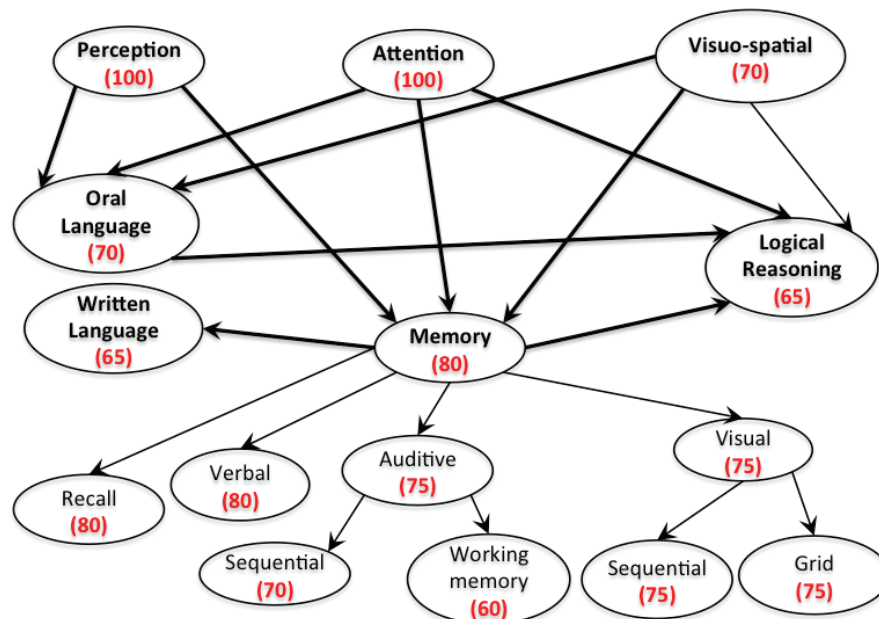 Perception
(100)
Attention
(100)
Visuo-spatial
(70)
Oral
Language
(70)
Logical
Reasoning
(65)
Written
Language
(65)
Memory
(80)
Recall
(80)
Verbal
(80)
Auditive
(75)
Visual
(75)
Sequential
(70)
Working
memory
(60)
Sequential
(75)
Grid
(75)